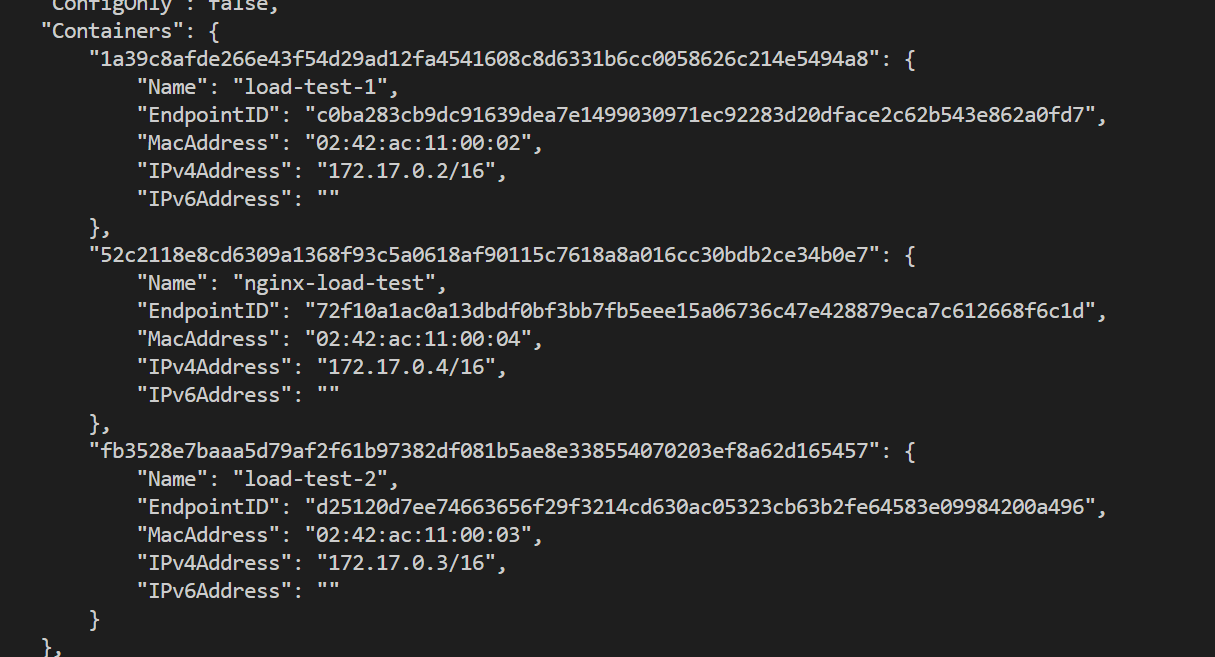 "ConfigOnly": false,
"Containers": {
"1a39c8afde266e43f54d29ad12fa4541608c8d6331b6cc0058626c214e5494a8": {
"Name": "load-test-1",
"EndpointID": "c0ba283cb9dc91639dea7e1499030971ec92283d20dface2c62b543e862a0fd7",
"MacAddress": "02:42:ac:11:00:02",
"IPv4Address": "172.17.0.2/16",
"IPv6Address": ""
},
"52c2118e8cd6309a1368f93c5a0618af90115c7618a8a016cc30bdb2ce34b0e7": {
"Name": "nginx-load-test",
"EndpointID": "72f10a1ac0a13dbdf0bf3bb7fb5eee15a06736c47e428879eca7c612668f6c1d",
"MacAddress": "02:42:ac:11:00:04",
"IPv4Address": "172.17.0.4/16",
"IPv6Address": ""
},
"fb3528e7baaa5d79af2f61b97382df081b5ae8e338554070203ef8a62d165457": {
"Name": "load-test-2",
"EndpointID": "d25120d7ee74663656f29f3214cd630ac05323cb63b2fe64583e09984200a496",
"MacAddress": "02:42:ac:11:00:03",
"IPv4Address": "172.17.0.3/16",
"IPv6Address": ""
}
},